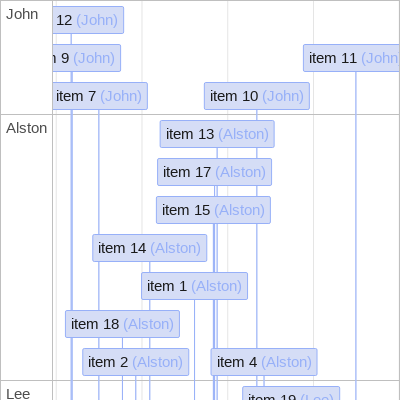 John
12 (John)
9 (John)
item 11 (John
item 7 (John)
item 10 (John)
Alston
item 13 (Alston)
item 17 (Alston)
item 15 (Alston)
item 14 (Alston)
item 1 (Alston)
item 18 (Alston)
item 2 (Alston)
item 4 (Alston)
Lee
item 19 (Lee)